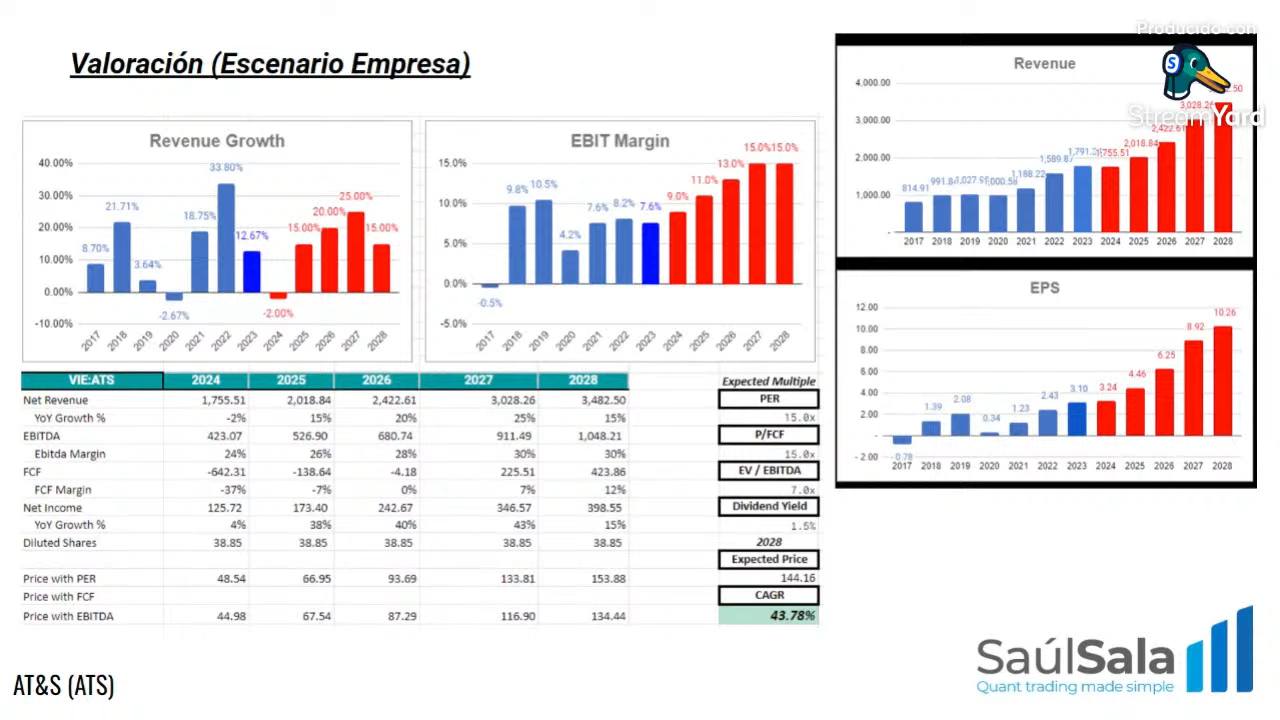 Producido con
StreamYard
Valoración (Escenario Empresa)
Revenue Growth
40.00%
30.00%
20.00%
10.00%
0.00%
-10.00%
8.70%
21.71%
3.64%
-2.67%
18.75%
33.80%
12.67%
-2.00%
15.00%
20.00%
25.00%
15.00%
2017 2018 2019 2020 2021 2022 2023 2024 2025 2026 2027 2028
EBIT Margin
15.0%
10.0%
5.0%
0.0%
-5.0%
-0.5%
9.8%
10.5%
4.2%
7.6%
8.2%
7.6%
9.0%
11.0%
13.0%
15.0%
15.0%
2017 2018 2019 2020 2021 2022 2023 2024 2025 2026 2027 2028
Revenue
4,000.00
3,000.00
2,000.00
1,000.00
-
814.91
1,188.22
1,589.87
1,755.51
2,018.84
2,422.61
3,028.26
2017 2018 2019 2020 2021 2022 2023 2024 2025 2026 2027 2028
EPS
12.00
10.00
8.00
6.00
4.00
2.00
-
- 2.00
- 0.78
1.39
2.08
0.34
1.23
2.43
3.10
3.24
4.46
6.25
8.92
10.26
2017 2018 2019 2020 2021 2022 2023 2024 2025 2026 2027 2028
VIE:ATS 2024 2025 2026 2027 2028
Net Revenue 1,755.51 2,018.84 2,422.61 3,028.26 3,482.50
YoY Growth % -2% 15% 20% 25% 15%
EBITDA 423.07 526.90 680.74 911.49 1,048.21
Ebitda Margin 24% 26% 28% 30% 30%
FCF -642.31 -138.64 -4.18 225.51 423.86
FCF Margin -37% -7% 0% 7% 12%
Net Income 125.72 173.40 242.67 346.57 398.55
YoY Growth % 4% 38% 40% 43% 15%
Diluted Shares 38.85 38.85 38.85 38.85 38.85
Price with PER 48.54 66.95 93.69 133.81 153.88
Price with FCF
Price with EBITDA 44.98 67.54 87.29 116.90 134.44
Expected Multiple
PER
15.0x
P/FCF
15.0x
EV / EBITDA
7.0x
Dividend Yield
1.5%
2028
Expected Price
144.16
CAGR
43.78%
SaúlSala
Quant trading made simple
AT&S (ATS)